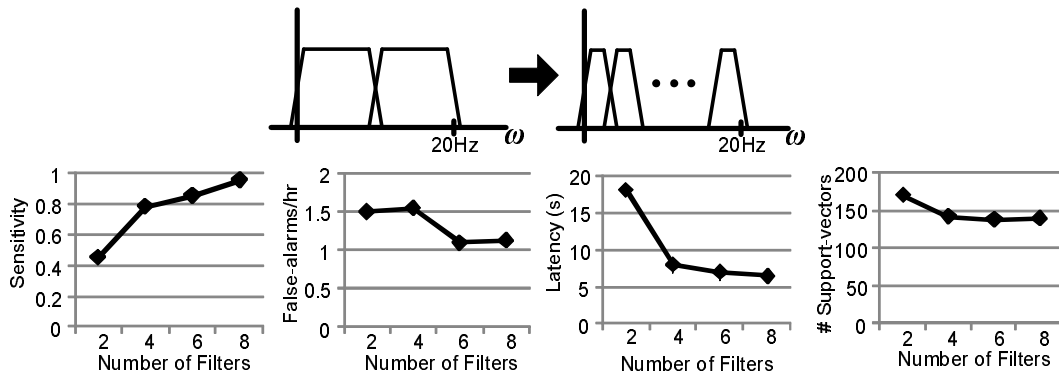 20Hz ω
20Hz ω
Sensitivity
1
0.8
0.6
0.4
0.2
0
2 4 6 8
Number of Filters
False-alarms/hr
2
1.5
1
0.5
0
2 4 6 8
Number of Filters
Latency (s)
20
15
10
5
0
2 4 6 8
Number of Filters
# Support-vectors
200
150
100
50
0
2 4 6 8
Number of Filters